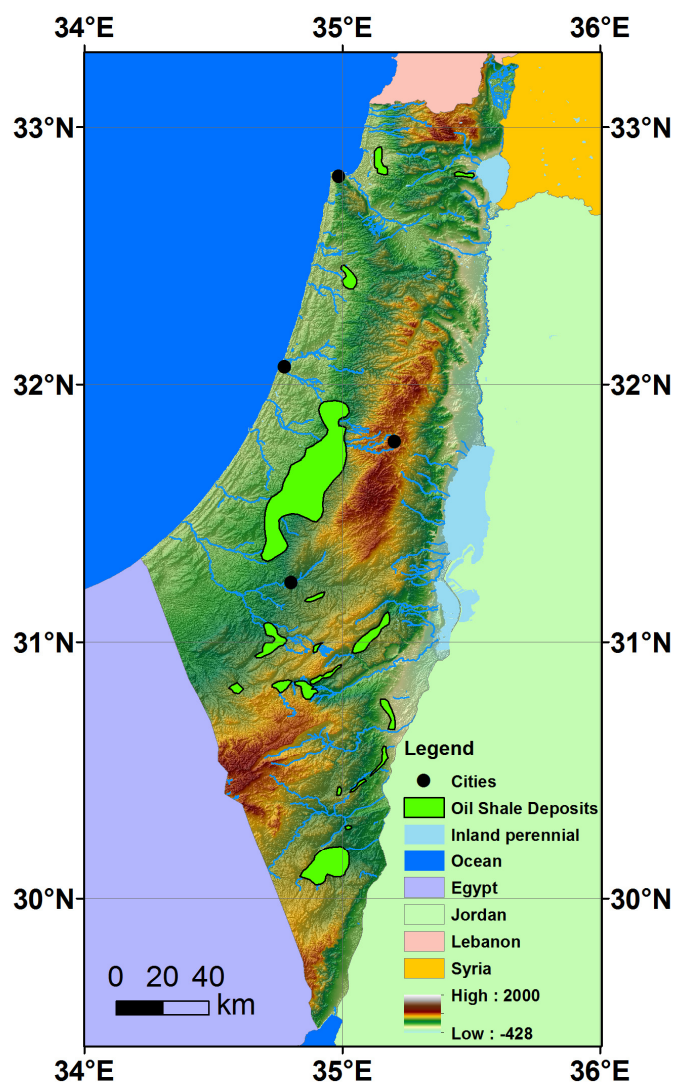 34°E 35°E 36°E
33°N 33°N
32°N 32°N
31°N 31°N
Legend
Cities
Oil Shale Deposits
Inland perennial
Ocean
Egypt
30°N 30°N
Jordan
Lebanon
Syria
0 20 40
km
High : 2000
Low : -428
34°E 35°E 36°E